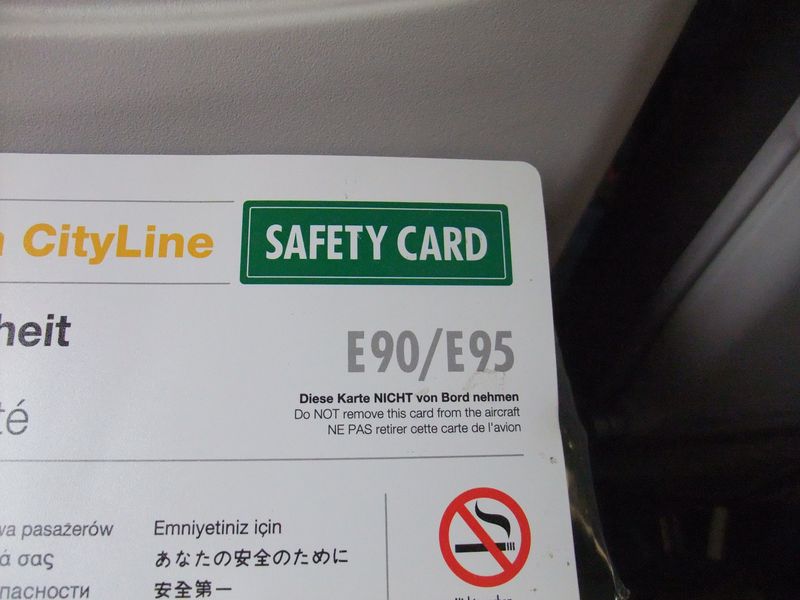 CityLine
SAFETY CARD
heit
E90/E95
té
Diese Karte NICHT von Bord nehmen
Do NOT remove this card from the aircraft
NE PAS retirer cette carte de l'avion
wa pasażerów
Emniyetiniz için
ά σας
あなたの安全のために
пасности
安全第一